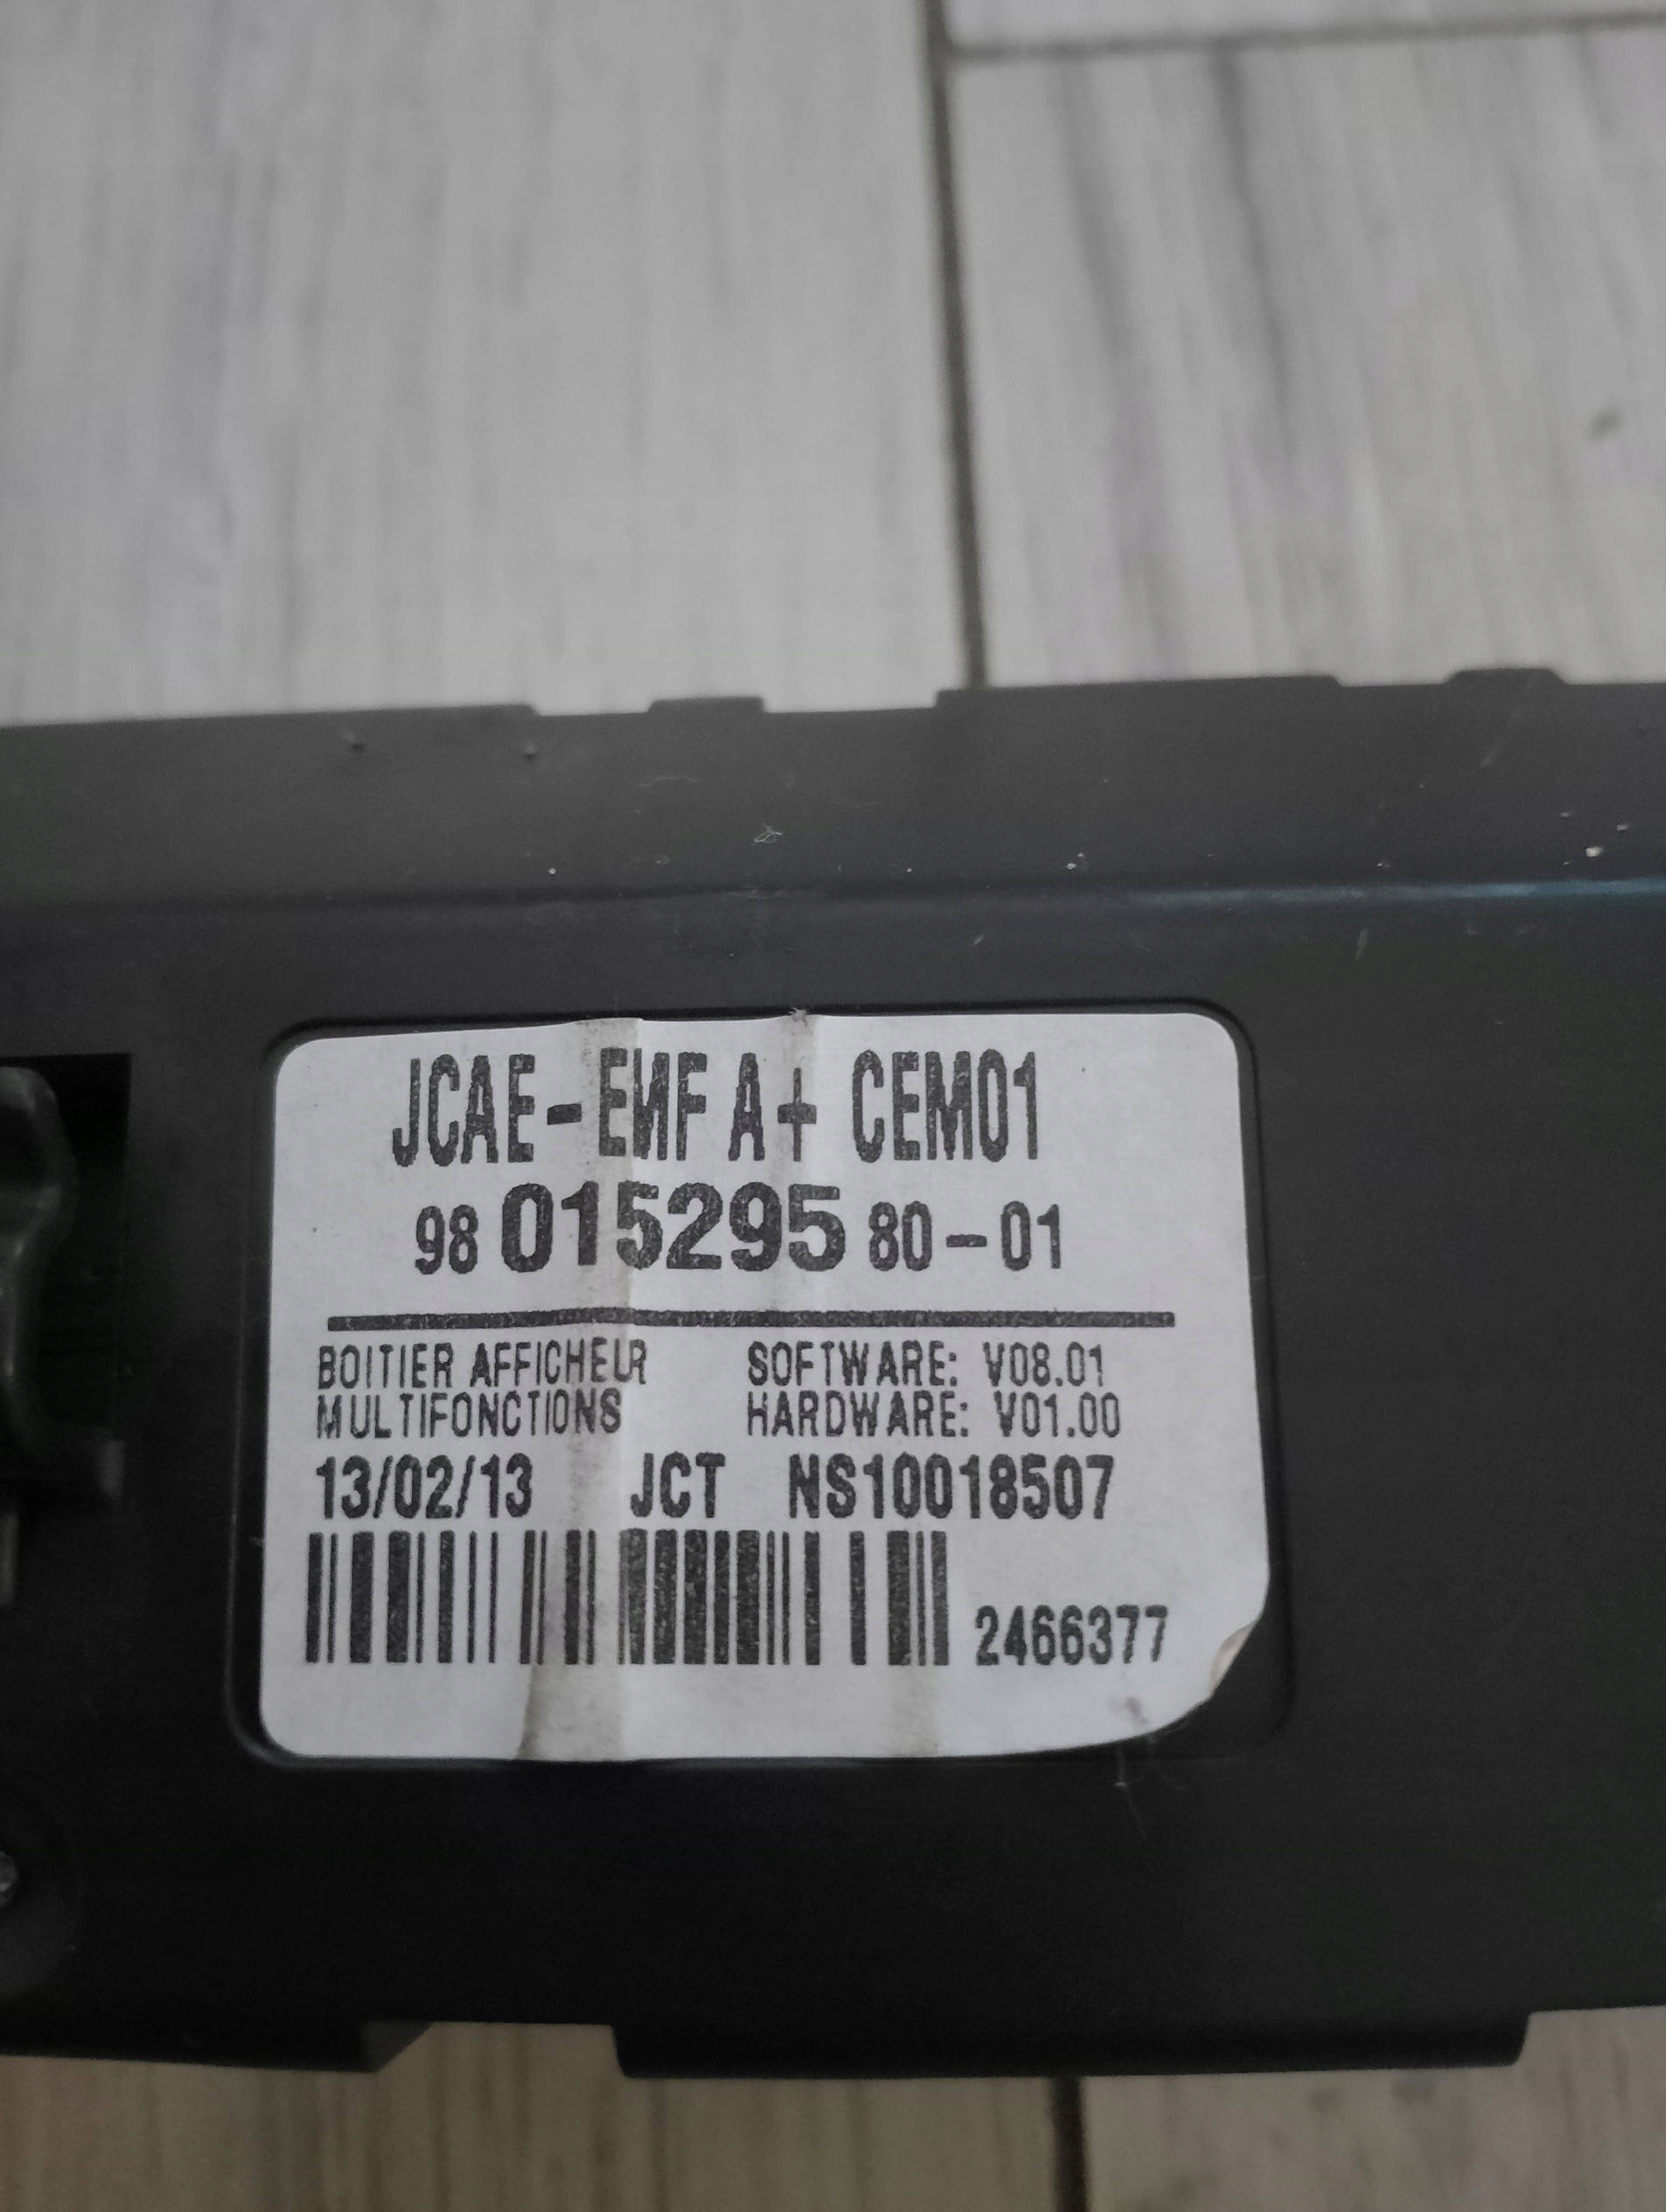 JCAE-EMF A+ CEM01
98 015295 80-01
BOITIER AFFICHEUR SOFTWARE: V08.01
MULTIFONCTIONS HARDWARE: V01.00
13/02/13 JCT NS10018507
2466377